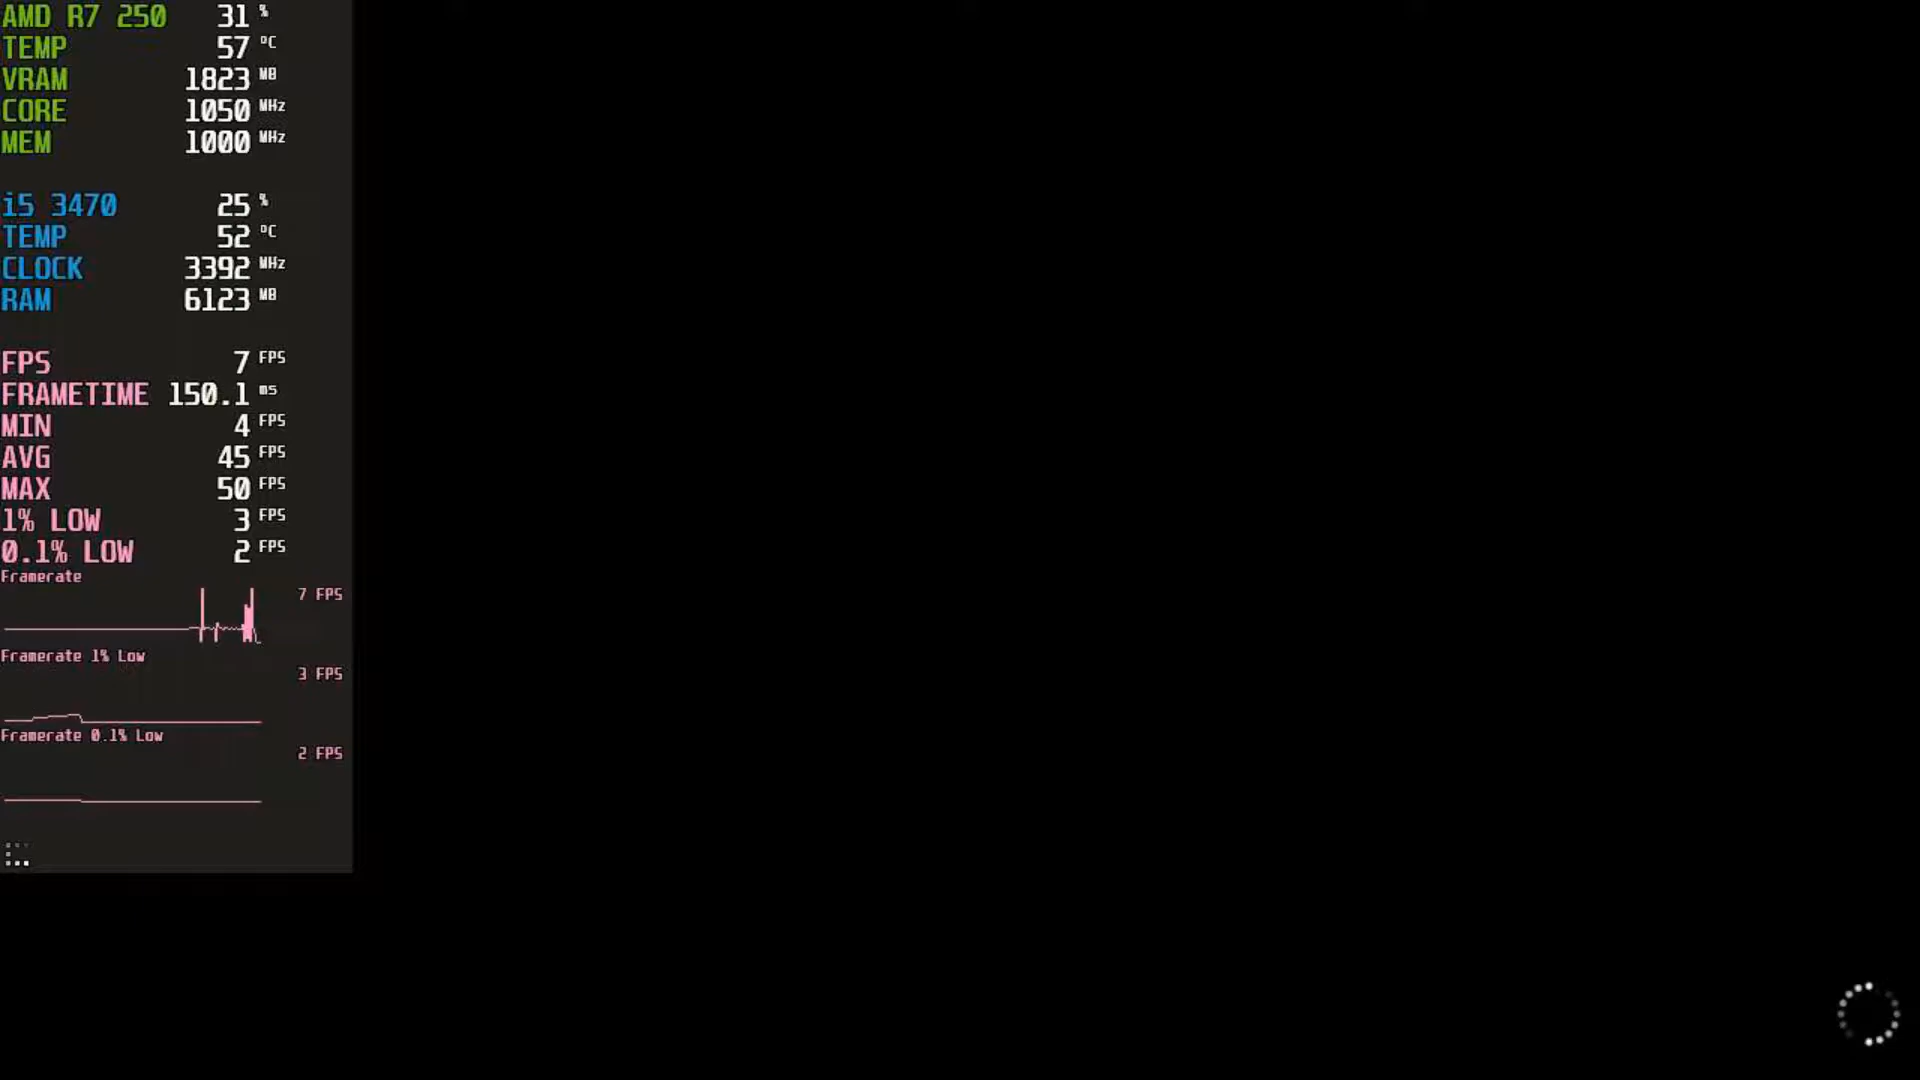 AMD R7 250 31 %
TEMP 57 °C
VRAM 1823 MB
CORE 1050 MHz
MEM 1000 MHz
i5 3470 25 %
TEMP 52 °C
CLOCK 3392 MHz
RAM 6123 MB
FPS 7 FPS
FRAMETIME 150.1 ms
MIN 4 FPS
AVG 45 FPS
MAX 50 FPS
1% LOW 3 FPS
0.1% LOW 2 FPS
Framerate
7 FPS
Framerate 1% Low
3 FPS
Framerate 0.1% Low
2 FPS